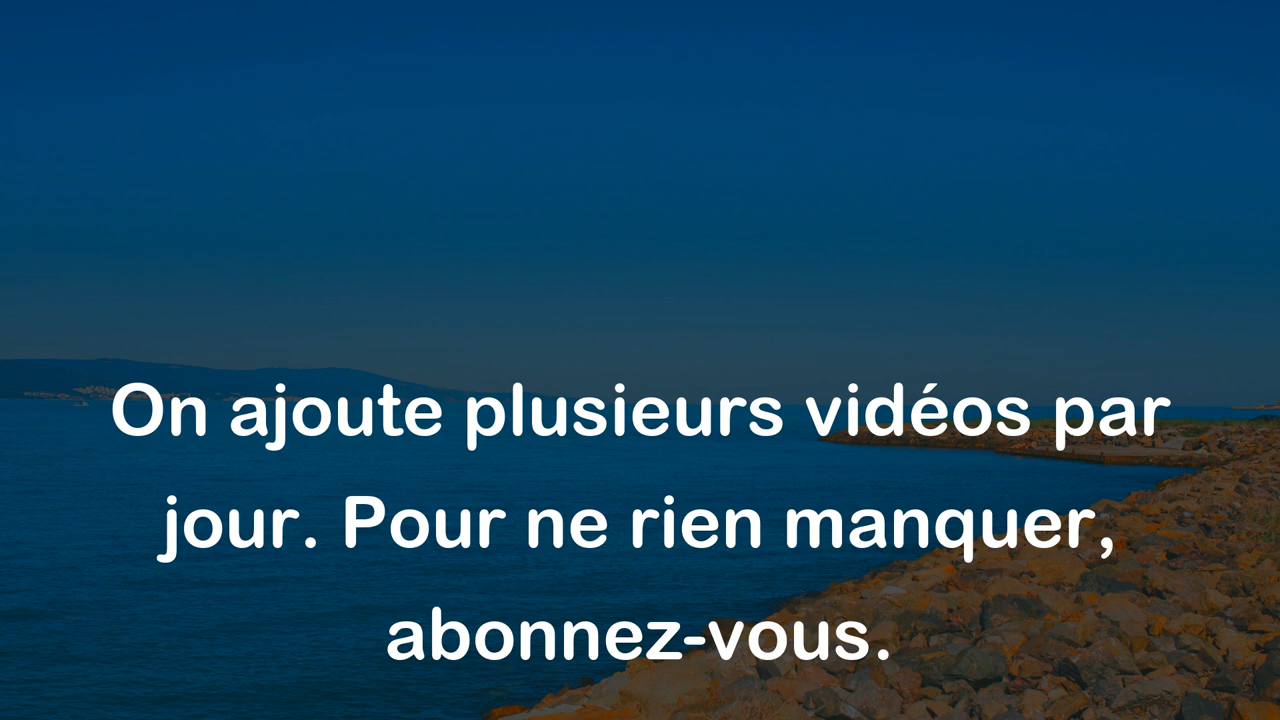 On ajoute plusieurs vidéos par
jour. Pour ne rien manquer,
abonnez-vous.